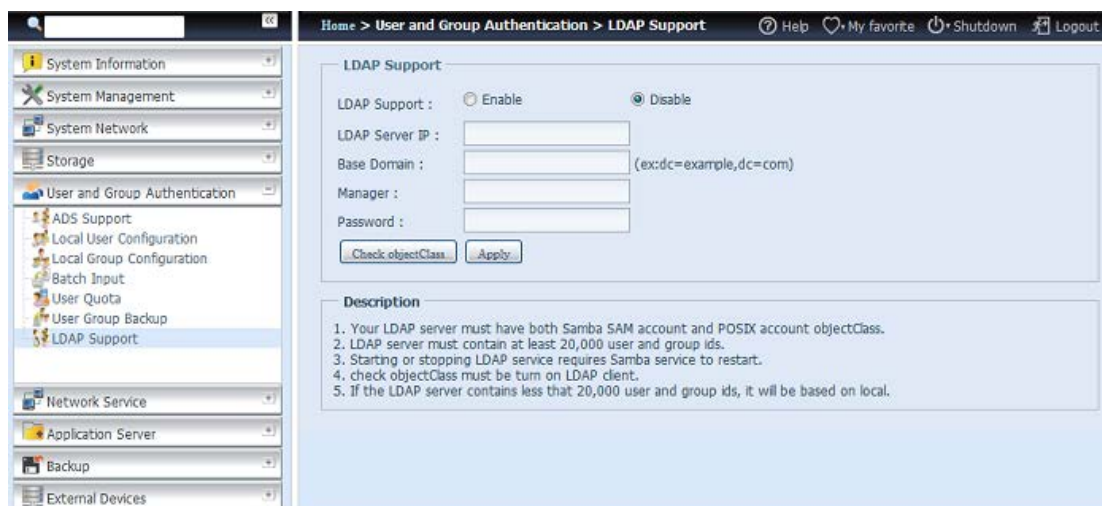 Home > User and Group Authentication > LDAP Support
Help My favorite Shutdown Logout
System Information
System Management
System Network
Storage
User and Group Authentication
ADS Support
Local User Configuration
Local Group Configuration
Batch Input
User Quota
User Group Backup
LDAP Support
Network Service
Application Server
Backup
External Devices
LDAP Support
LDAP Support : Enable Disable
LDAP Server IP :
Base Domain : (ex:dc=example,dc=com)
Manager :
Password :
Check objectClass Apply
Description
1. Your LDAP server must have both Samba SAM account and POSIX account objectClass.
2. LDAP server must contain at least 20,000 user and group ids.
3. Starting or stopping LDAP service requires Samba service to restart.
4. check objectClass must be turn on LDAP client.
5. If the LDAP server contains less that 20,000 user and group ids, it will be based on local.